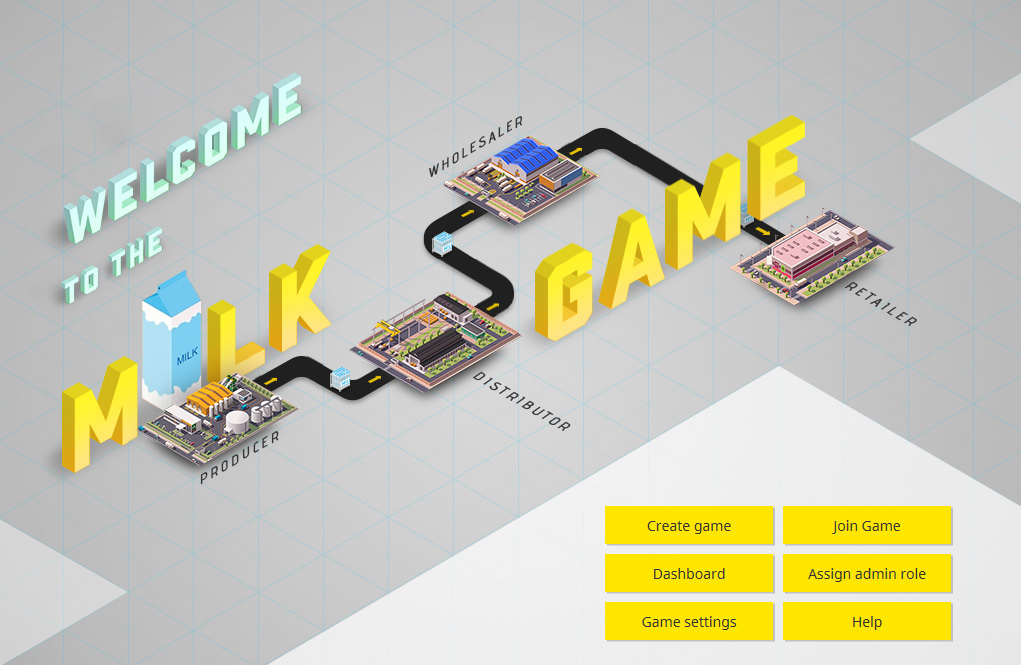 WELCOME
TO THE
MILK GAME
MILK
PRODUCER
DISTRIBUTOR
WHOLESALER
RETAILER
Create game
Join Game
Dashboard
Assign admin role
Game settings
Help